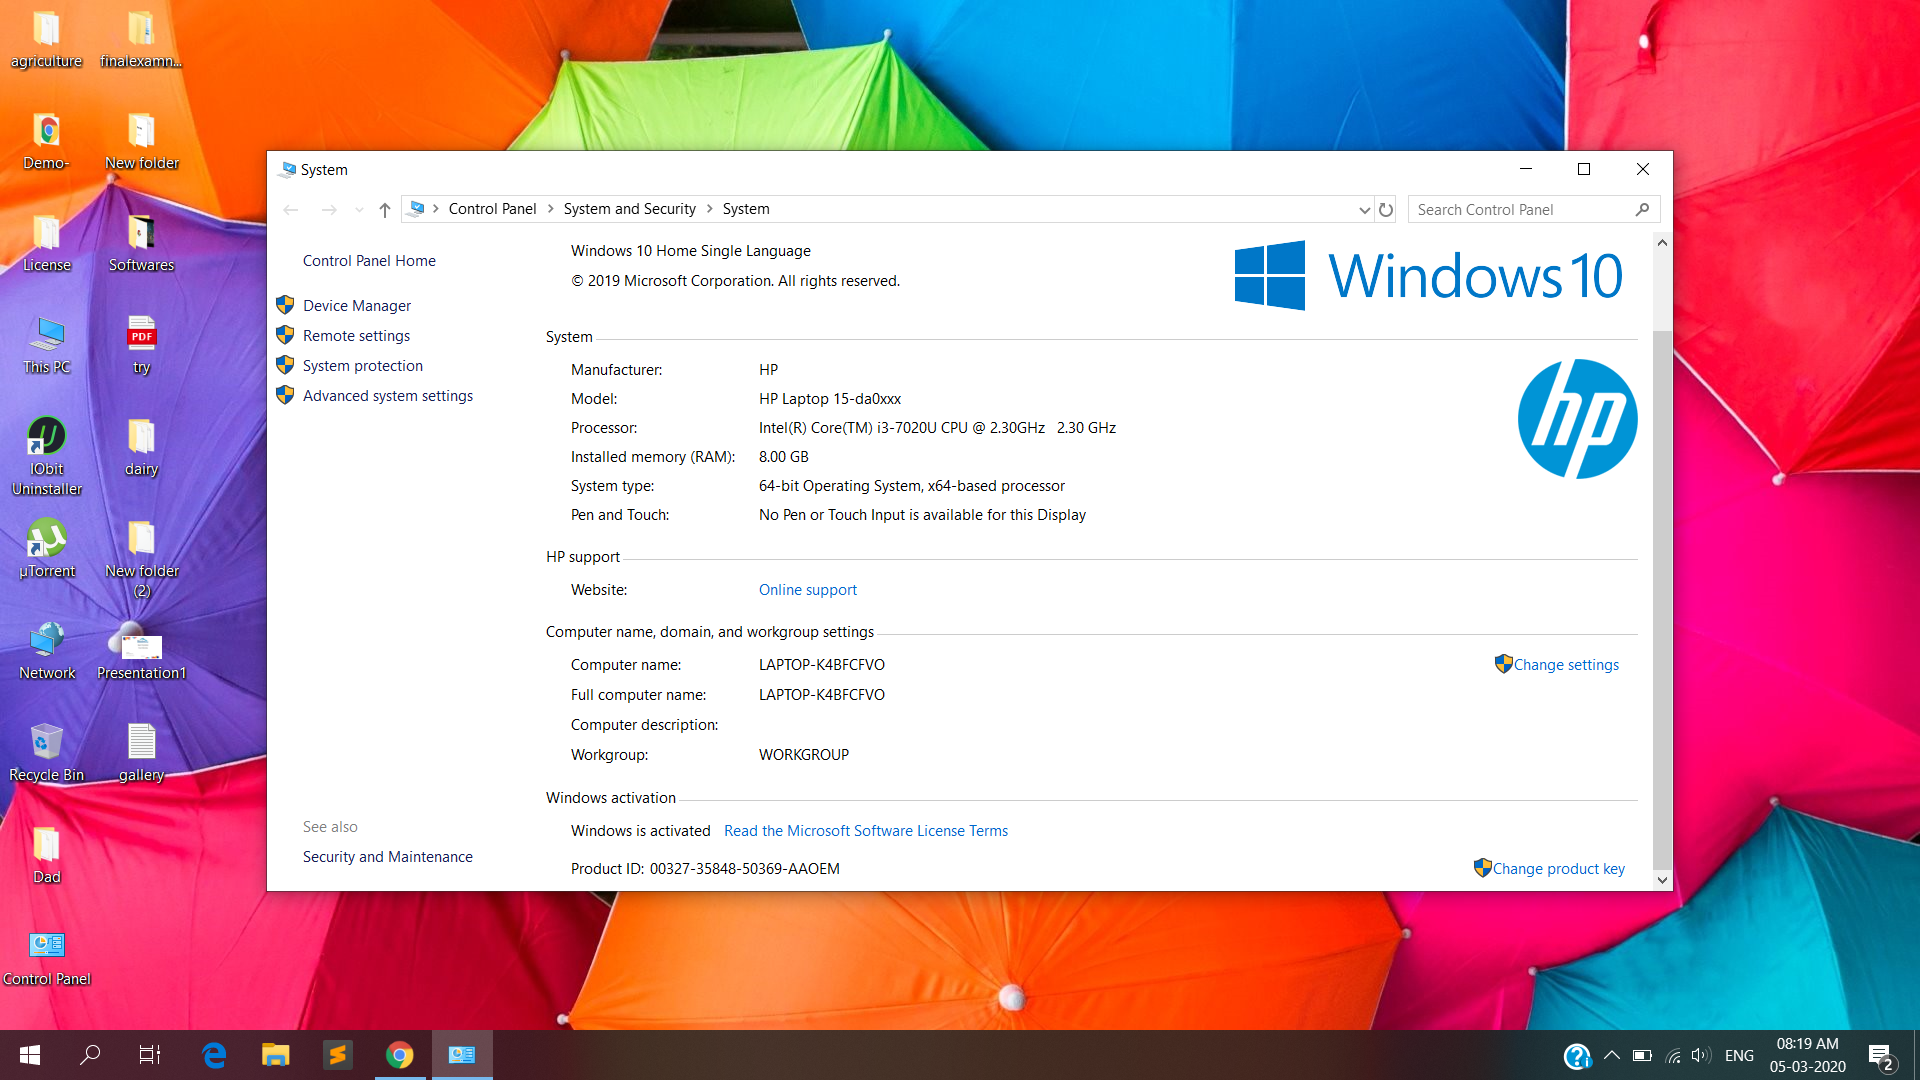 agriculture
finalexamn...
Demo-
New folder
License
Softwares
This PC
PDF
try
IObit
Uninstaller
dairy
µTorrent
New folder
(2)
Network
Presentation1
Recycle Bin
gallery
Dad
Control Panel
System
Control Panel > System and Security > System
Search Control Panel
Control Panel Home
Device Manager
Remote settings
System protection
Advanced system settings
See also
Security and Maintenance
Windows 10 Home Single Language
© 2019 Microsoft Corporation. All rights reserved.
Windows 10
System
Manufacturer: HP
Model: HP Laptop 15-da0xxx
Processor: Intel(R) Core(TM) i3-7020U CPU @ 2.30GHz 2.30 GHz
Installed memory (RAM): 8.00 GB
System type: 64-bit Operating System, x64-based processor
Pen and Touch: No Pen or Touch Input is available for this Display
hp
HP support
Website: Online support
Computer name, domain, and workgroup settings
Computer name: LAPTOP-K4BFCFVO
Change settings
Full computer name: LAPTOP-K4BFCFVO
Computer description:
Workgroup: WORKGROUP
Windows activation
Windows is activated Read the Microsoft Software License Terms
Product ID: 00327-35848-50369-AAOEM
Change product key
ENG
08:19 AM
05-03-2020
2